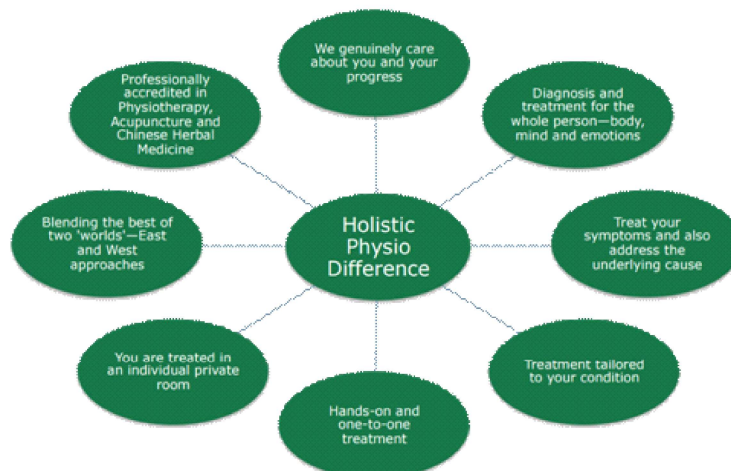 We genuinely care
about you and your
progress
Professionally
accredited in
Physiotherapy,
Acupuncture and
Chinese Herbal
Medicine
Diagnosis and
treatment for the
whole person—body,
mind and emotions
Blending the best of
two 'worlds'—East
and West
approaches
Holistic
Physio
Difference
Treat your
symptoms and also
address the
underlying cause
You are treated in
an individual private
room
Hands-on and
one-to-one
treatment
Treatment tailored
to your condition